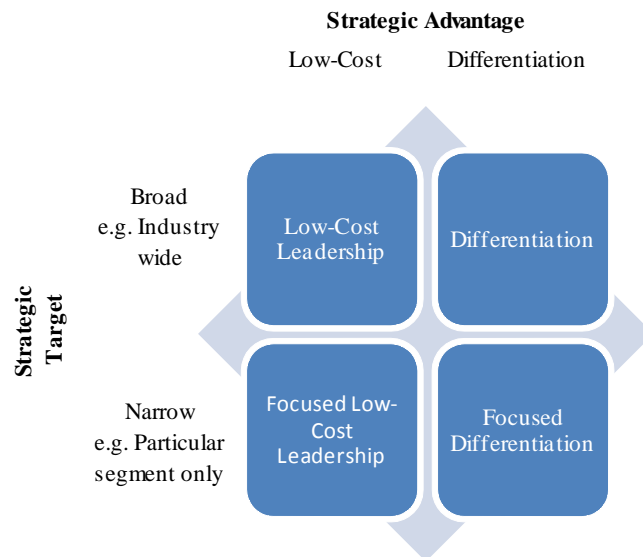 Strategic Advantage
Low-Cost
Differentiation
Broad
e.g. Industry
wide
Low-Cost
Leadership
Differentiation
Strategic
Target
Narrow
e.g. Particular
segment only
Focused Low-
Cost
Leadership
Focused
Differentiation